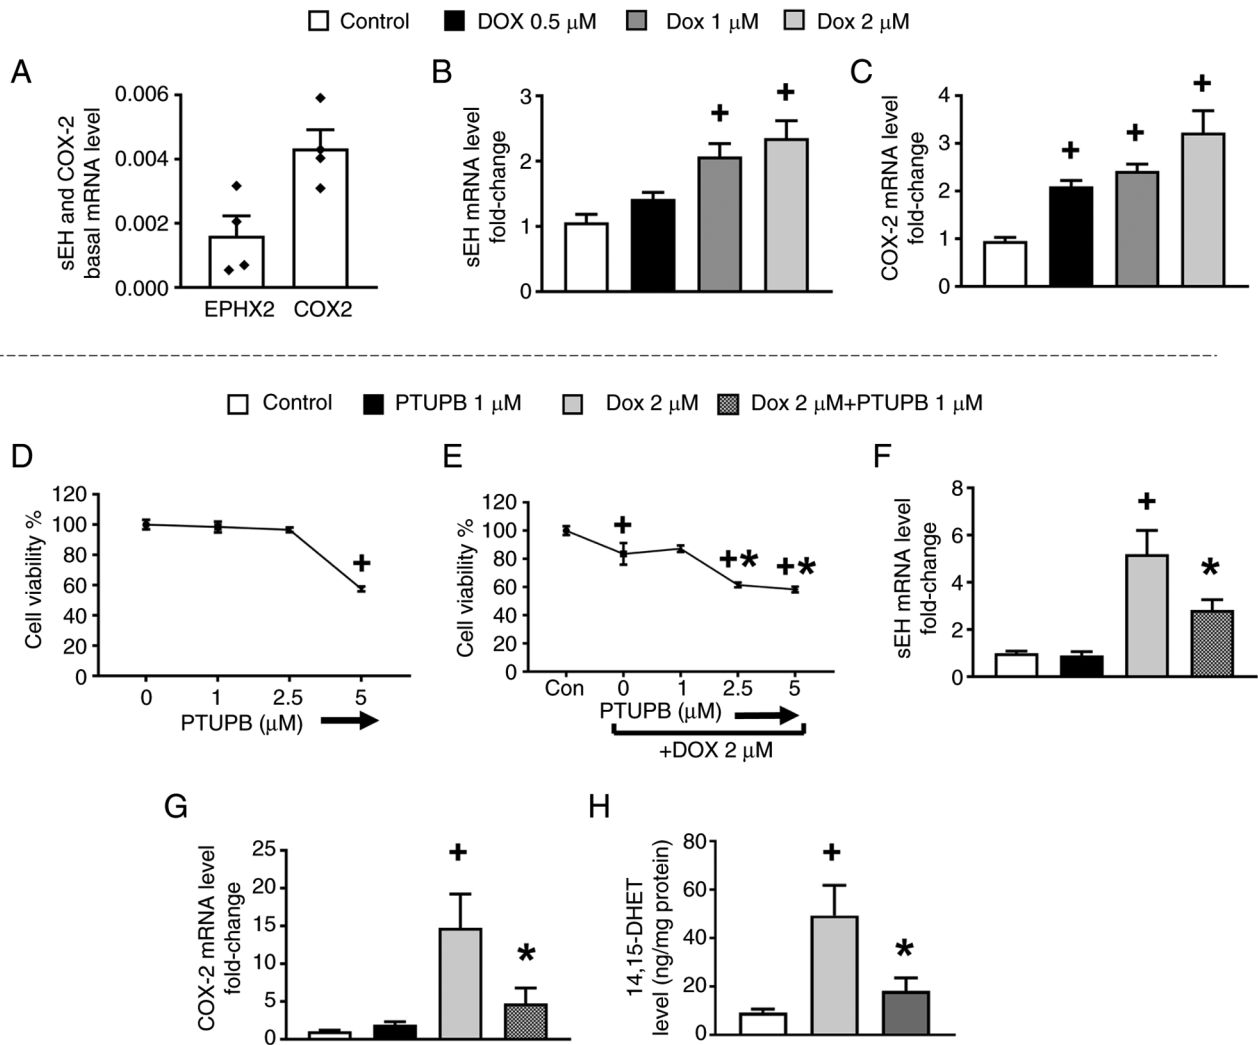 Control DOX 0.5 μM Dox 1 μM Dox 2 μM
A
sEH and COX-2
basal mRNA level
0.006
0.004
0.002
0.000
EPHX2 COX2
B
sEH mRNA level
fold-change
3
2
1
0
+ +
C
COX-2 mRNA level
fold-change
4
3
2
1
0
+ + +
Control PTUPB 1 μM Dox 2 μM Dox 2 μM+PTUPB 1 μM
D
Cell viability %
120
100
80
60
40
20
0
+
0 1 2.5 5
PTUPB (μM)
E
Cell viability %
120
100
80
60
40
20
0
+ +* +*
Con 0 1 2.5 5
PTUPB (μM)
+DOX 2 μM
F
sEH mRNA level
fold-change
8
6
4
2
0
+ *
G
COX-2 mRNA level
fold-change
25
20
15
10
5
0
+ *
H
14,15-DHET
level (ng/mg protein)
80
60
40
20
0
+ *